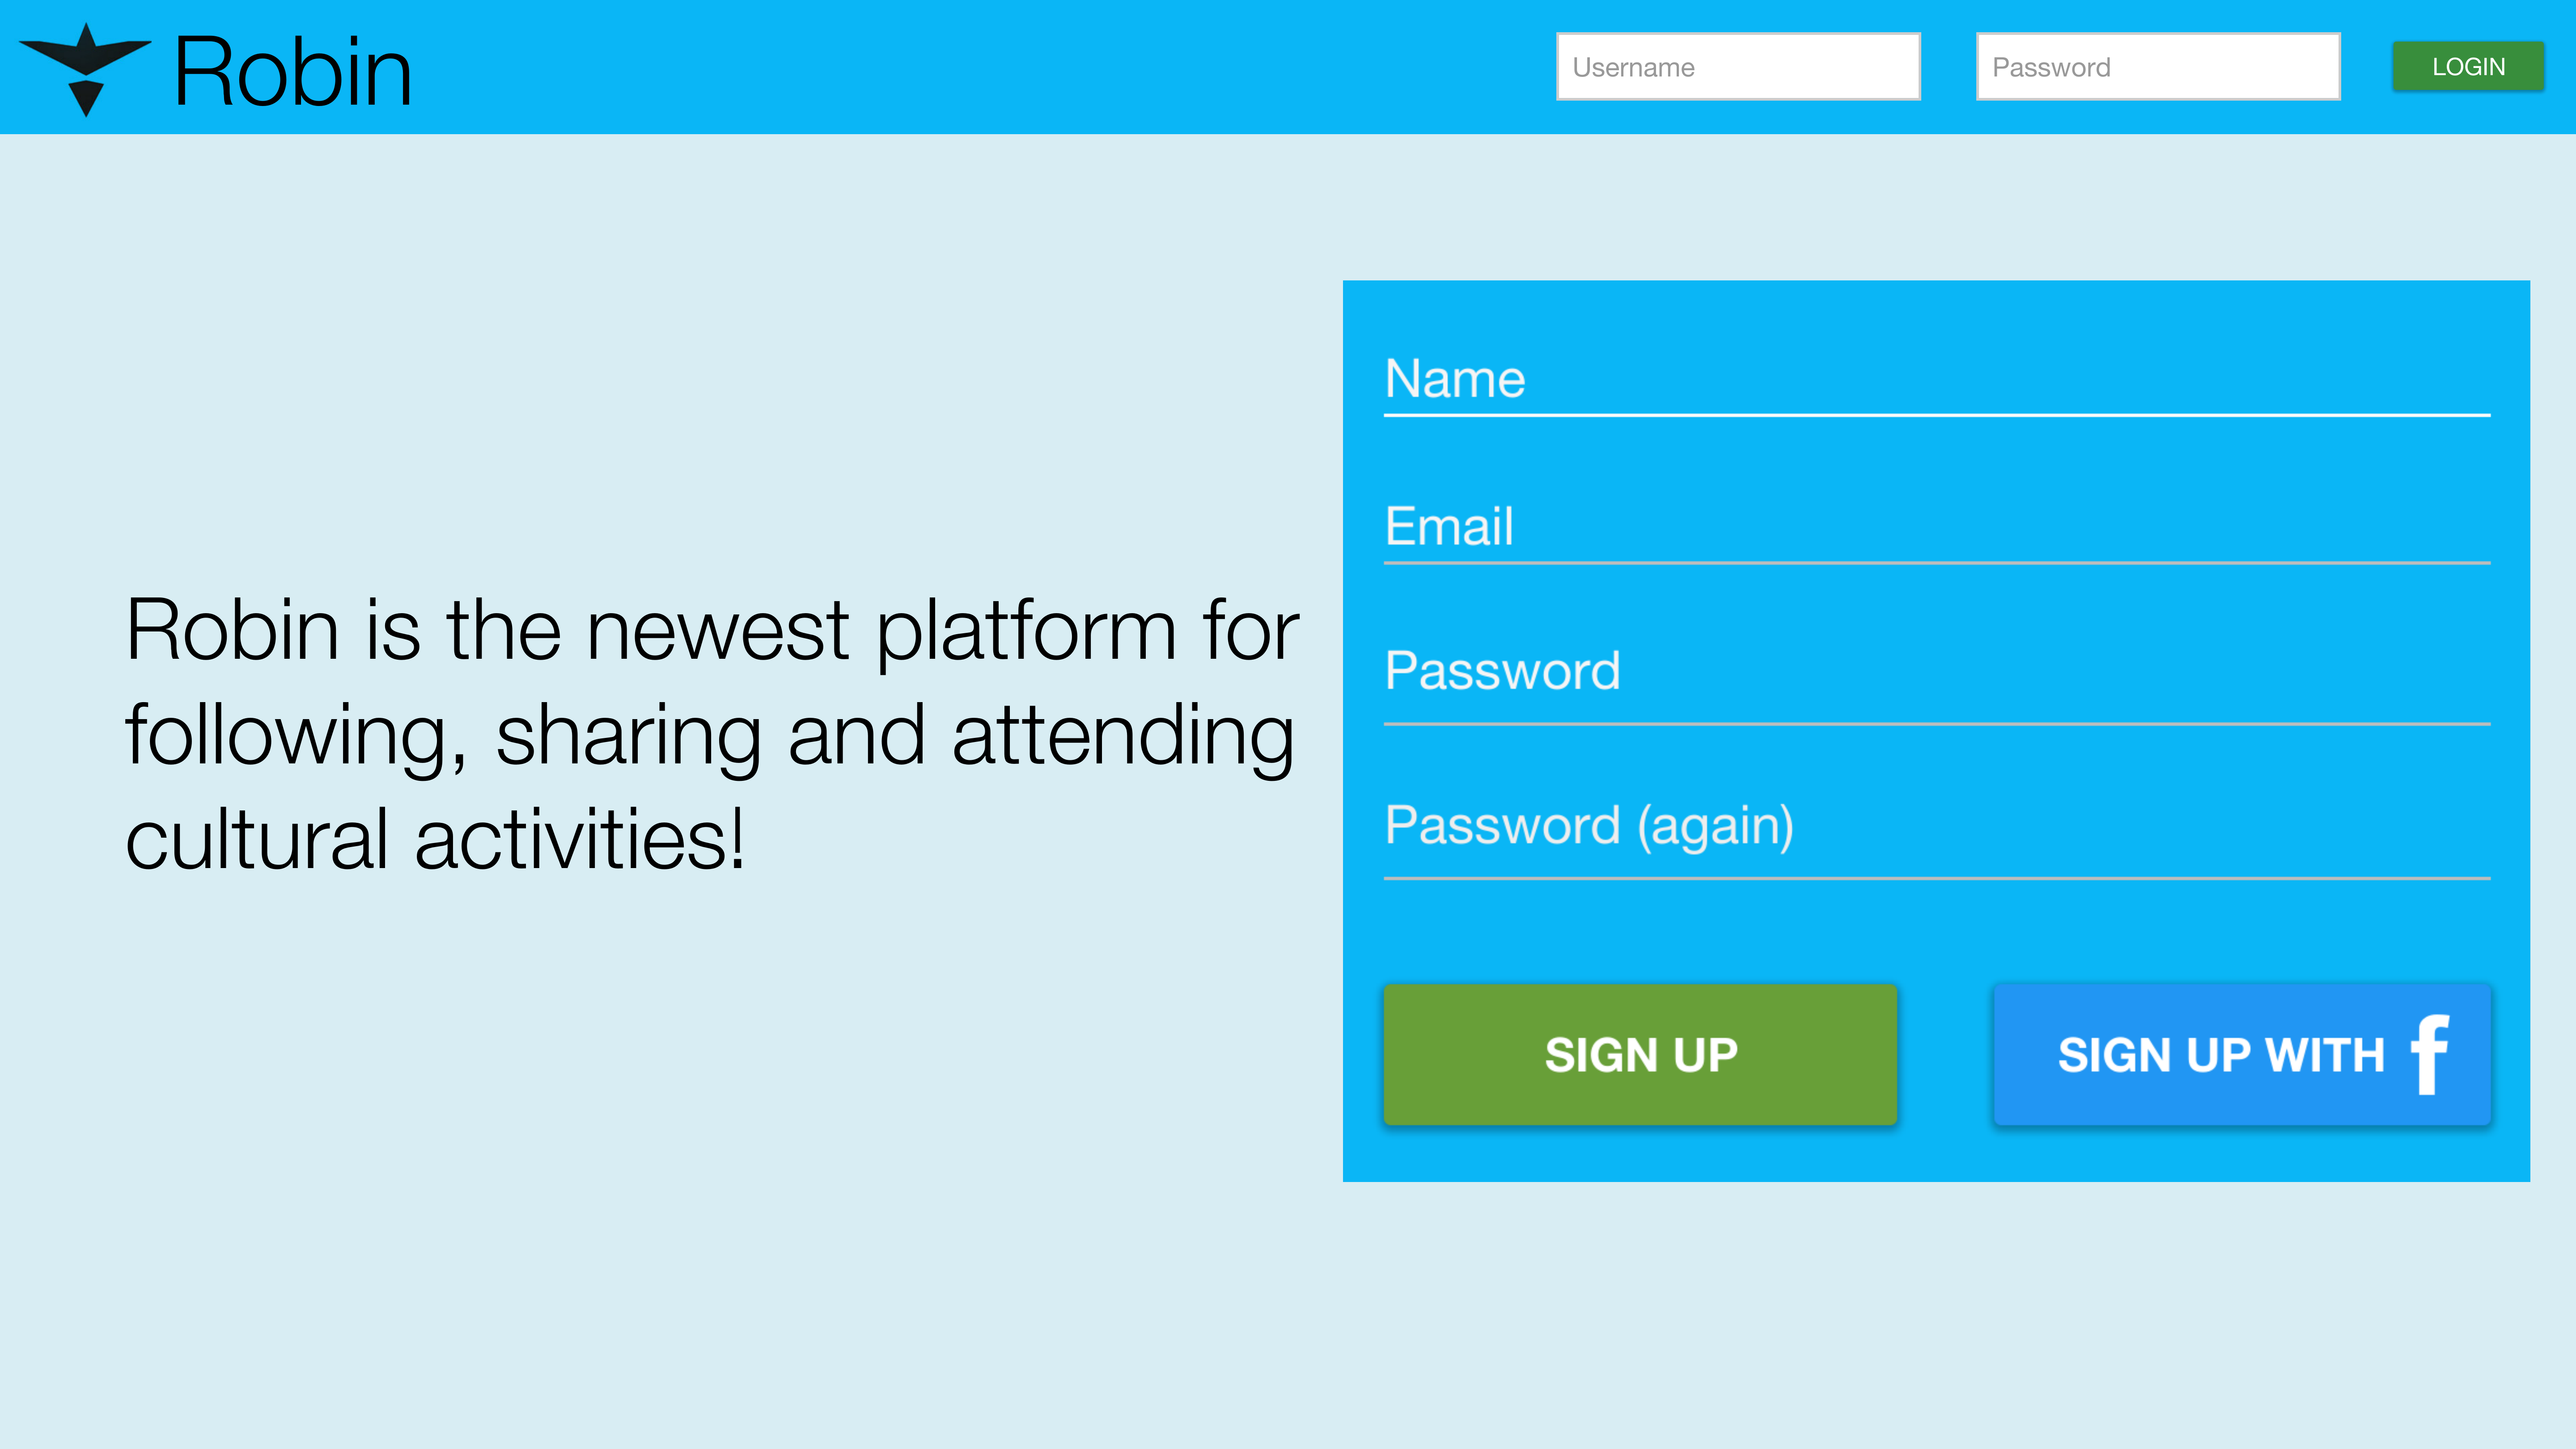 Robin
Username
Password
LOGIN
Robin is the newest platform for
following, sharing and attending
cultural activities!
Name
Email
Password
Password (again)
SIGN UP
SIGN UP WITH f